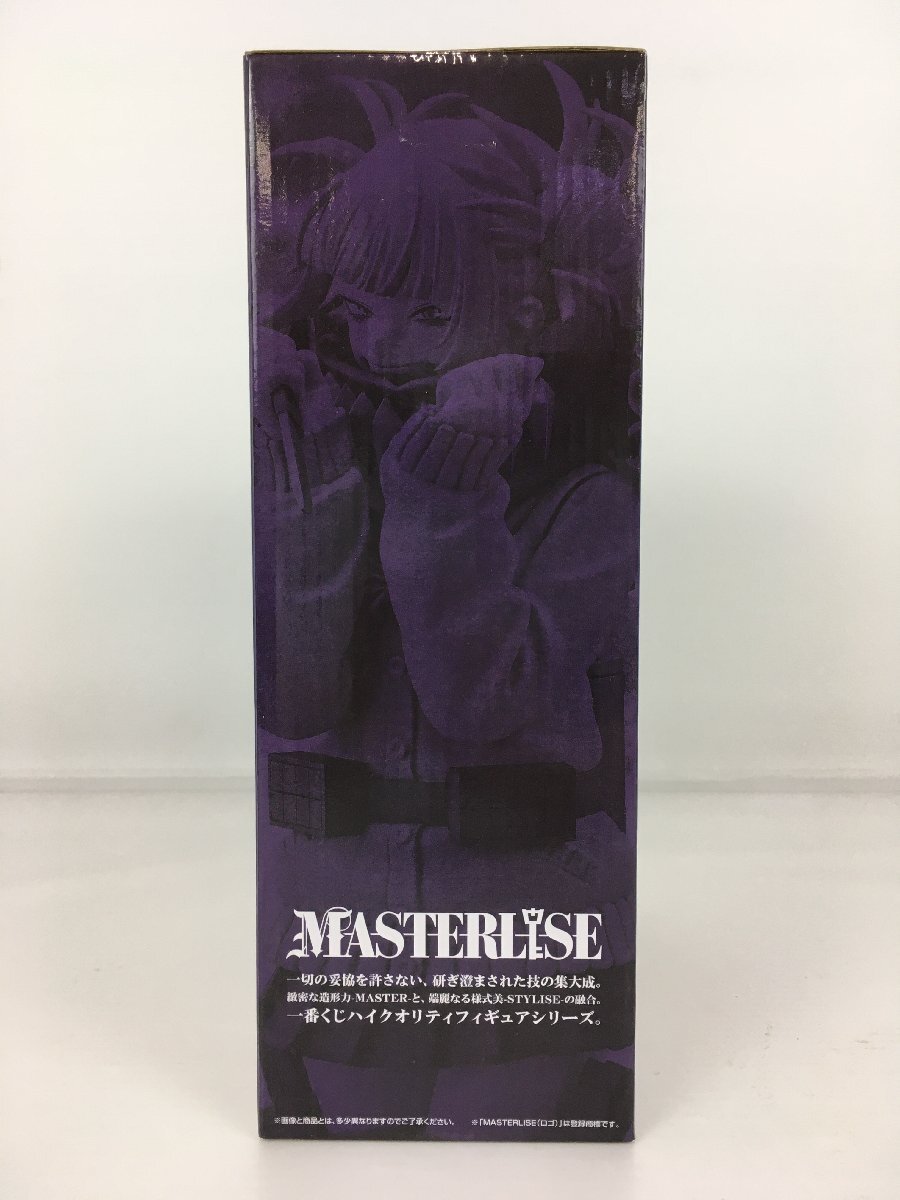 MASTERLISE
一切の妥協を許さない、研ぎ澄まされた技の集大成。
緻密な造形力-MASTER-と、端麗なる様式美-STYLISE-の融合。
一番くじハイクオリティフィギュアシリーズ。
※画像と商品とは、多少異なりますのでご了承ください。 ※「MASTERLISE(ロゴ)」は登録商標です。